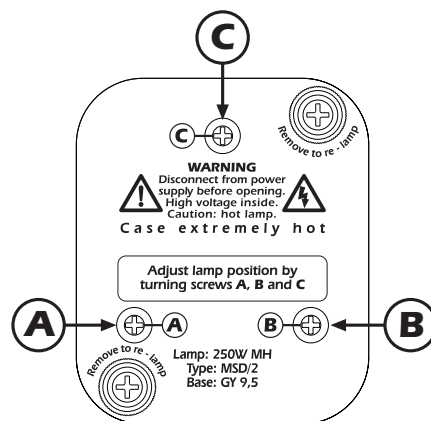 C
C
Remove to re - lamp
WARNING
Disconnect from power
supply before opening.
High voltage inside.
Caution: hot lamp.
Case extremely hot
Adjust lamp position by
turning screws A, B and C
A
A
B
B
Remove to re - lamp
Lamp: 250W MH
Type: MSD/2
Base: GY 9,5